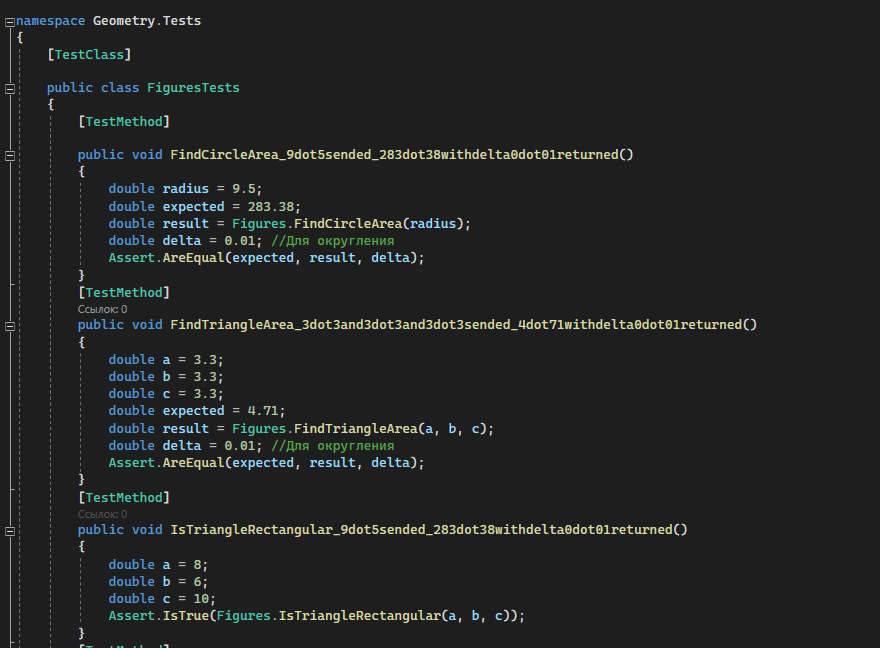 namespace Geometry.Tests
{
[TestClass]
public class FiguresTests
{
[TestMethod]
public void FindCircleArea_9dot5sended_283dot38withdelta0dot01returned()
{
double radius = 9.5;
double expected = 283.38;
double result = Figures.FindCircleArea(radius);
double delta = 0.01; //Для округления
Assert.AreEqual(expected, result, delta);
}
[TestMethod]
Ссылок: 0
public void FindTriangleArea_3dot3and3dot3and3dot3sended_4dot71withdelta0dot01returned()
{
double a = 3.3;
double b = 3.3;
double c = 3.3;
double expected = 4.71;
double result = Figures.FindTriangleArea(a, b, c);
double delta = 0.01; //Для округления
Assert.AreEqual(expected, result, delta);
}
[TestMethod]
Ссылок: 0
public void IsTriangleRectangular_9dot5sended_283dot38withdelta0dot01returned()
{
double a = 8;
double b = 6;
double c = 10;
Assert.IsTrue(Figures.IsTriangleRectangular(a, b, c));
}